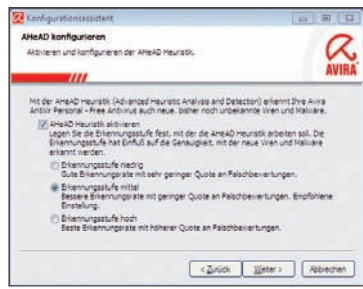 Konfigurationsassistent
AHeAD konfigurieren
Aktivieren und konfigurieren der AHeAD Heuristik.
AVIRA
Mit der AHeAD Heuristik (Advanced Heuristic Analysis and Detection) erkennt Ihre Avira
AntiVir Personal - Free Antivirus auch neue, bisher noch unbekannte Viren und Malware.
AHeAD Heuristik aktivieren
Legen Sie die Erkennungsstufe fest, mit der die AHeAD Heuristik arbeiten soll. Die
Erkennungsstufe hat Einfluß auf die Genauigkeit, mit der neue Viren und Malware
erkannt werden.
Erkennungsstufe niedrig
Gute Erkennungsrate mit sehr geringer Quote an Falschbewertungen.
Erkennungsstufe mittel
Bessere Erkennungsrate mit geringer Quote an Falschbewertungen. Empfohlene
Einstellung.
Erkennungsstufe hoch
Beste Erkennungsrate mit höherer Quote an Falschbewertungen.
< Zurück Weiter > Abbrechen